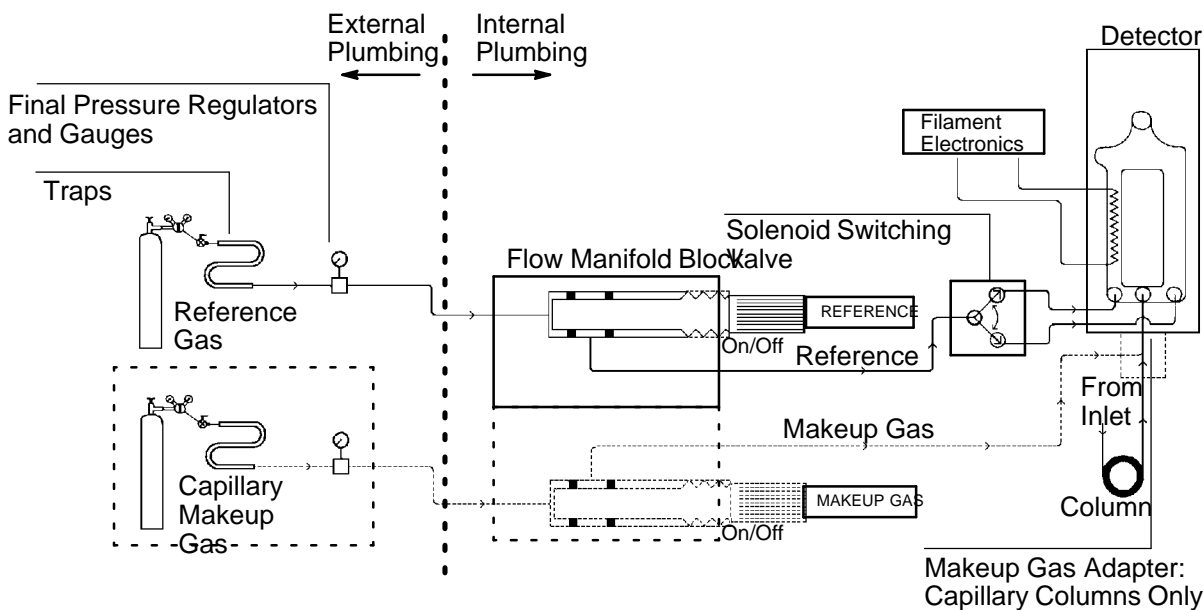 External
Plumbing
Internal
Plumbing
Detector
Final Pressure Regulators
and Gauges
Filament
Electronics
Traps
Solenoid Switching
Valve
Flow Manifold Block
Reference
Gas
REFERENCE
On/Off
Reference
From
Inlet
Makeup Gas
Capillary
Makeup
Gas
MAKEUP GAS
On/Off
Column
Makeup Gas Adapter:
Capillary Columns Only